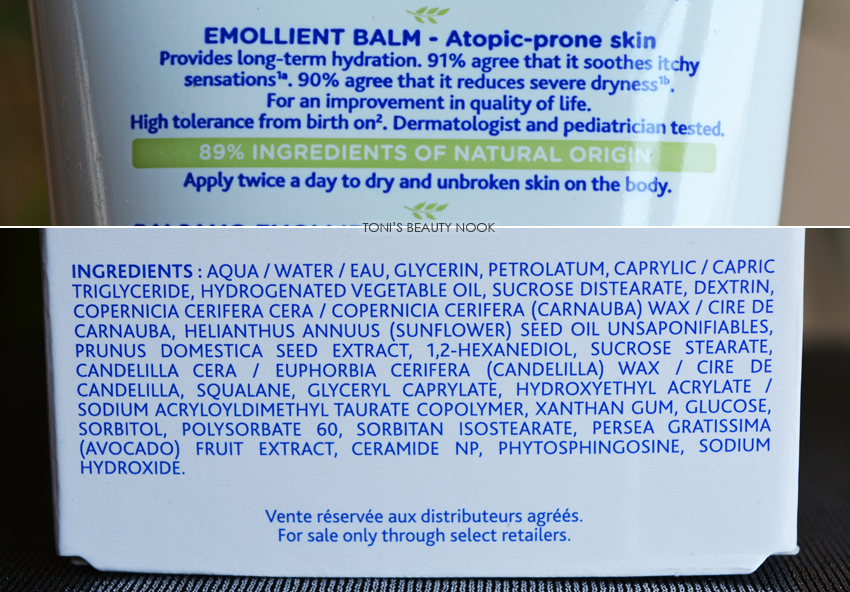 EMOLLIENT BALM - Atopic-prone skin
Provides long-term hydration. 91% agree that it soothes itchy
sensations¹ᵃ. 90% agree that it reduces severe dryness¹ᵇ.
For an improvement in quality of life.
High tolerance from birth on². Dermatologist and pediatrician tested.
89% INGREDIENTS OF NATURAL ORIGIN
Apply twice a day to dry and unbroken skin on the body.
TONI'S BEAUTY NOOK
INGREDIENTS : AQUA / WATER / EAU, GLYCERIN, PETROLATUM, CAPRYLIC / CAPRIC
TRIGLYCERIDE, HYDROGENATED VEGETABLE OIL, SUCROSE DISTEARATE, DEXTRIN,
COPERNICIA CERIFERA CERA / COPERNICIA CERIFERA (CARNAUBA) WAX / CIRE DE
CARNAUBA, HELIANTHUS ANNUUS (SUNFLOWER) SEED OIL UNSAPONIFIABLES,
PRUNUS DOMESTICA SEED EXTRACT, 1,2-HEXANEDIOL, SUCROSE STEARATE,
CANDELILLA CERA / EUPHORBIA CERIFERA (CANDELILLA) WAX / CIRE DE
CANDELILLA, SQUALANE, GLYCERYL CAPRYLATE, HYDROXYETHYL ACRYLATE /
SODIUM ACRYLOYLDIMETHYL TAURATE COPOLYMER, XANTHAN GUM, GLUCOSE,
SORBITOL, POLYSORBATE 60, SORBITAN ISOSTEARATE, PERSEA GRATISSIMA
(AVOCADO) FRUIT EXTRACT, CERAMIDE NP, PHYTOSPHINGOSINE, SODIUM
HYDROXIDE.
Vente réservée aux distributeurs agréés.
For sale only through select retailers.